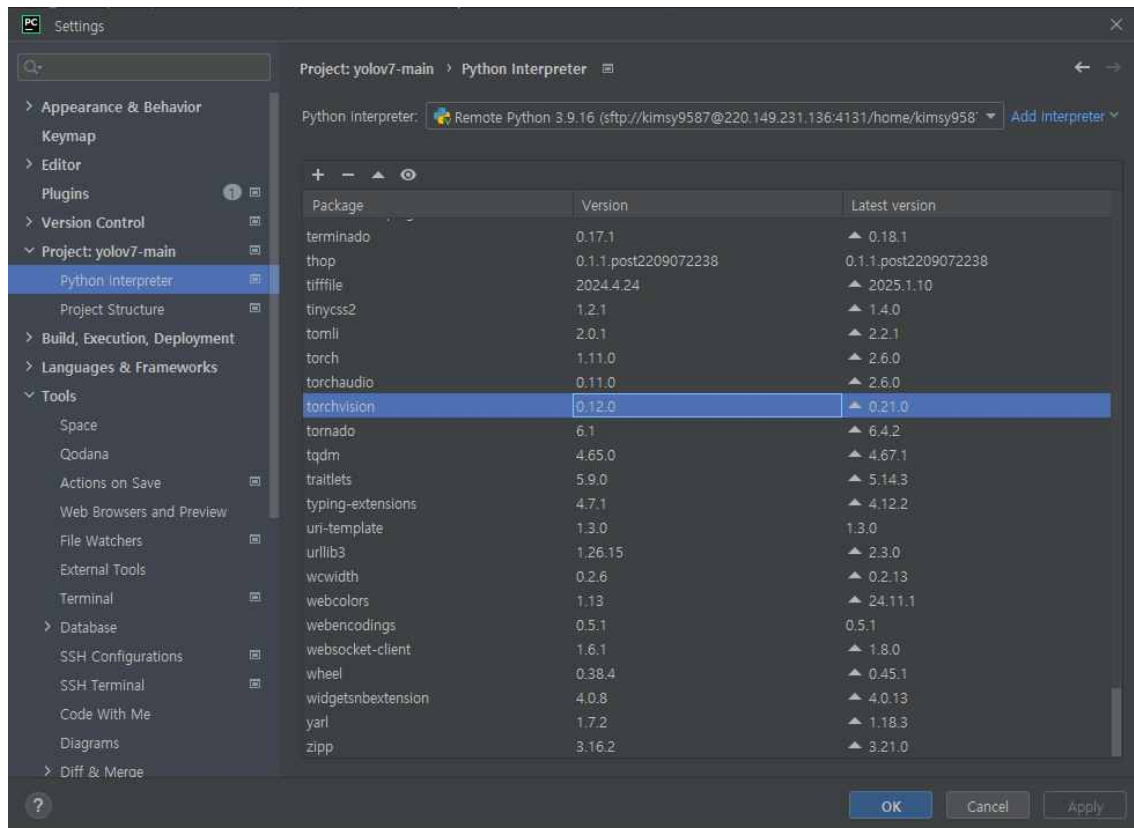 PC Settings
Project: yolov7-main › Python Interpreter
Appearance & Behavior
Keymap
Editor
Plugins 1
Version Control
Project: yolov7-main
Python Interpreter
Project Structure
Build, Execution, Deployment
Languages & Frameworks
Tools
Space
Qodana
Actions on Save
Web Browsers and Preview
File Watchers
External Tools
Terminal
Database
SSH Configurations
SSH Terminal
Code With Me
Diagrams
Diff & Merge
Python Interpreter: Remote Python 3.9.16 (sftp://kimsy9587@220.149.231.136:4131/home/kimsy958 Add Interpreter
Package Version Latest version
terminado 0.17.1 0.18.1
thop 0.1.1.post2209072238 0.1.1.post2209072238
tifffile 2024.4.24 2025.1.10
tinycss2 1.2.1 1.4.0
tomli 2.0.1 2.2.1
torch 1.11.0 2.6.0
torchaudio 0.11.0 2.6.0
torchvision 0.12.0 0.21.0
tornado 6.1 6.4.2
tqdm 4.65.0 4.67.1
traitlets 5.9.0 5.14.3
typing-extensions 4.7.1 4.12.2
uri-template 1.3.0 1.3.0
urllib3 1.26.15 2.3.0
wcwidth 0.2.6 0.2.13
webcolors 1.13 24.11.1
webencodings 0.5.1 0.5.1
websocket-client 1.6.1 1.8.0
wheel 0.38.4 0.45.1
widgetsnbextension 4.0.8 4.0.13
yarl 1.7.2 1.18.3
zipp 3.16.2 3.21.0
? OK Cancel Apply